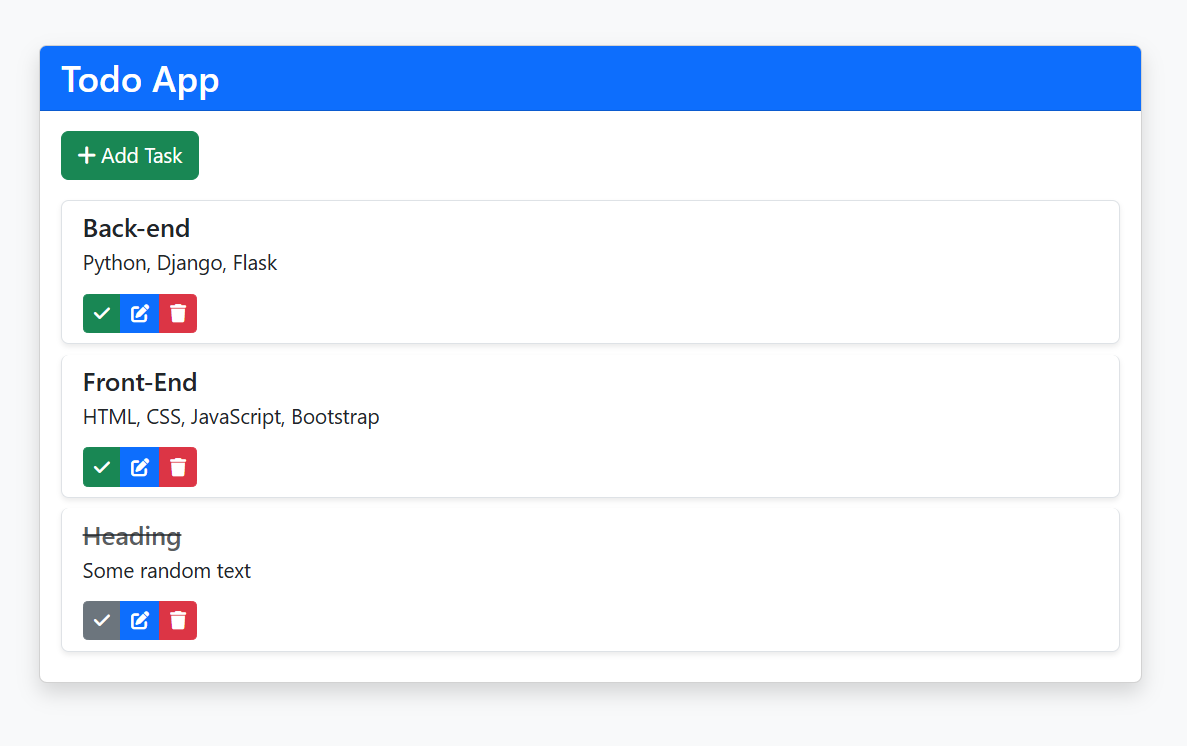 Todo App
Add Task
Back-end
Python, Django, Flask
Front-End
HTML, CSS, JavaScript, Bootstrap
Heading
Some random text